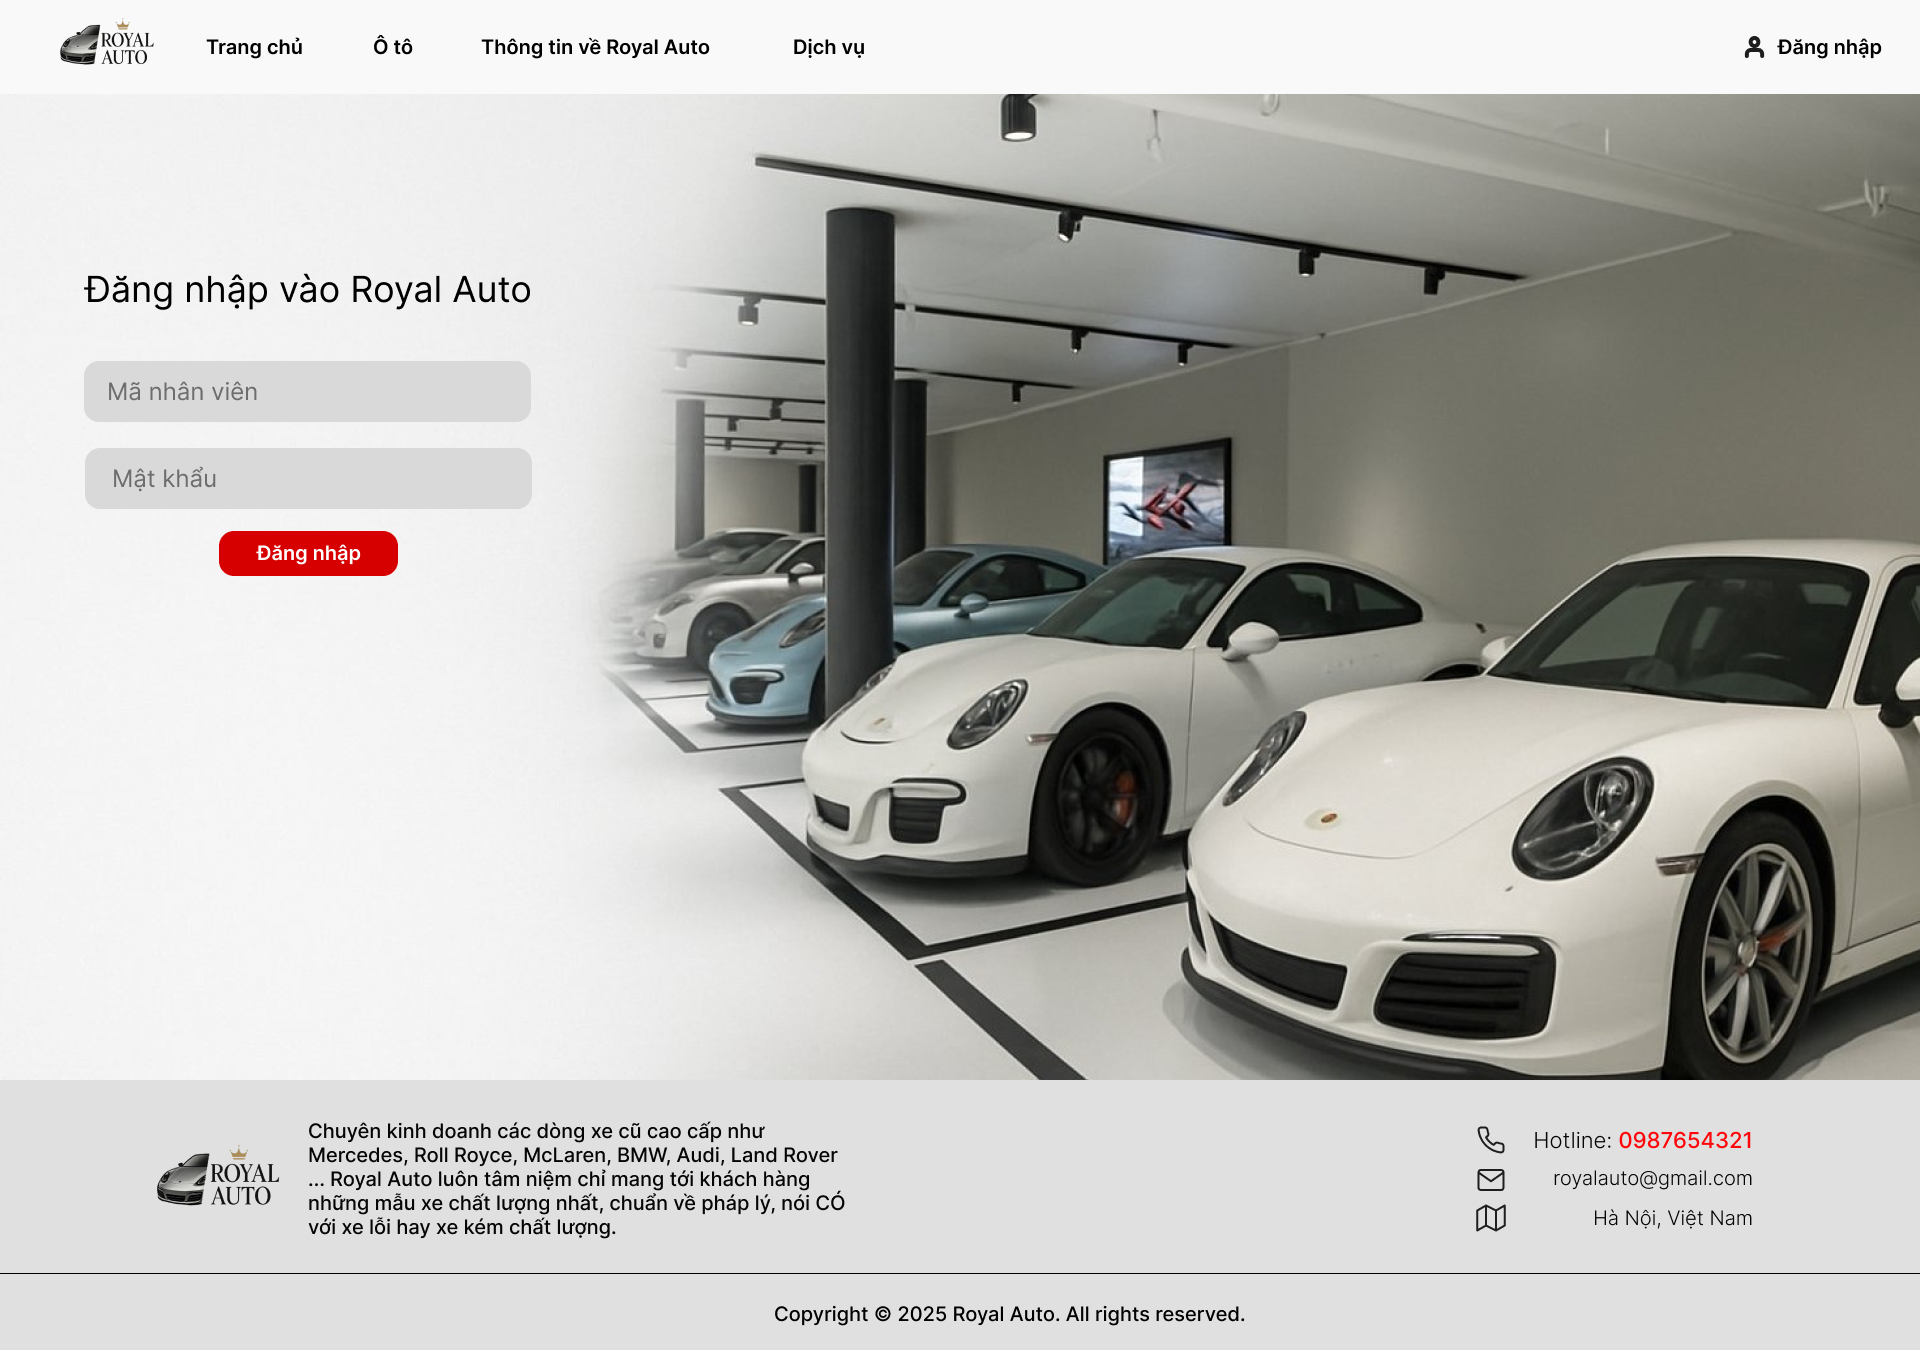 ROYAL
AUTO
Trang chủ
Ô tô
Thông tin về Royal Auto
Dịch vụ
Đăng nhập
Đăng nhập vào Royal Auto
Mã nhân viên
Mật khẩu
Đăng nhập
ROYAL
AUTO
Chuyên kinh doanh các dòng xe cũ cao cấp như
Mercedes, Roll Royce, McLaren, BMW, Audi, Land Rover
... Royal Auto luôn tâm niệm chỉ mang tới khách hàng
những mẫu xe chất lượng nhất, chuẩn về pháp lý, nói CÓ
với xe lỗi hay xe kém chất lượng.
Hotline: 0987654321
royalauto@gmail.com
Hà Nội, Việt Nam
Copyright © 2025 Royal Auto. All rights reserved.